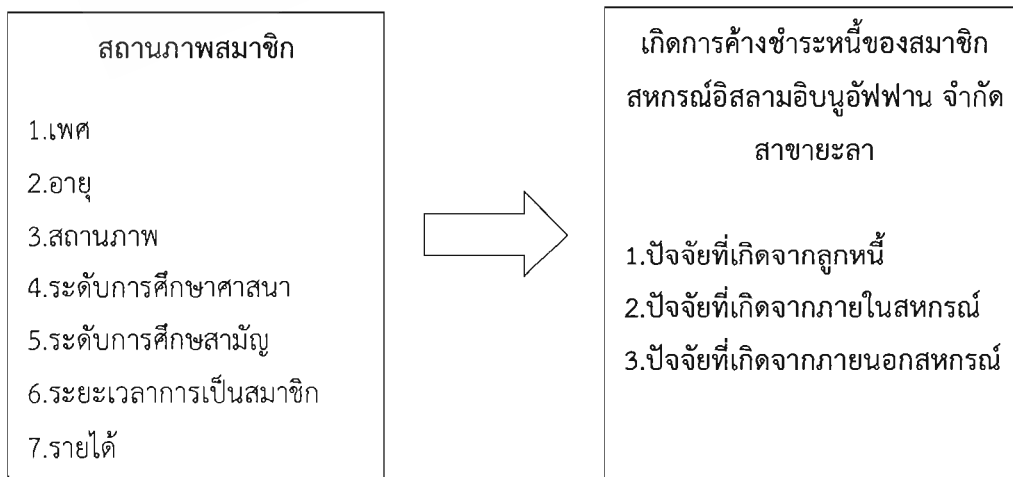 สถานภาพสมาชิก
1.เพศ
2.อายุ
3.สถานภาพ
4.ระดับการศึกษาศาสนา
5.ระดับการศึกษสามัญ
6.ระยะเวลาการเป็นสมาชิก
7.รายได้
เกิดการค้างชำระหนี้ของสมาชิก
สหกรณ์อิสลามอิบนูอัฟฟาน จำกัด
สาขายะลา
1.ปัจจัยที่เกิดจากลูกหนี้
2.ปัจจัยที่เกิดจากภายในสหกรณ์
3.ปัจจัยที่เกิดจากภายนอกสหกรณ์